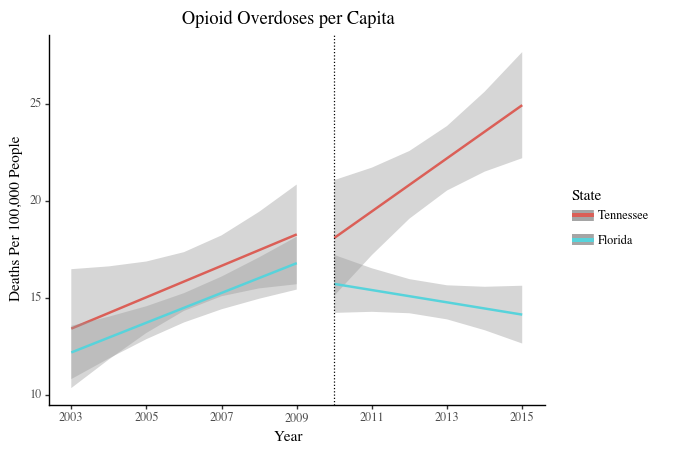 Opioid Overdoses per Capita
Deaths Per 100,000 People
25
20
15
10
2003 2005 2007 2009 2011 2013 2015
Year
State
Tennessee
Florida